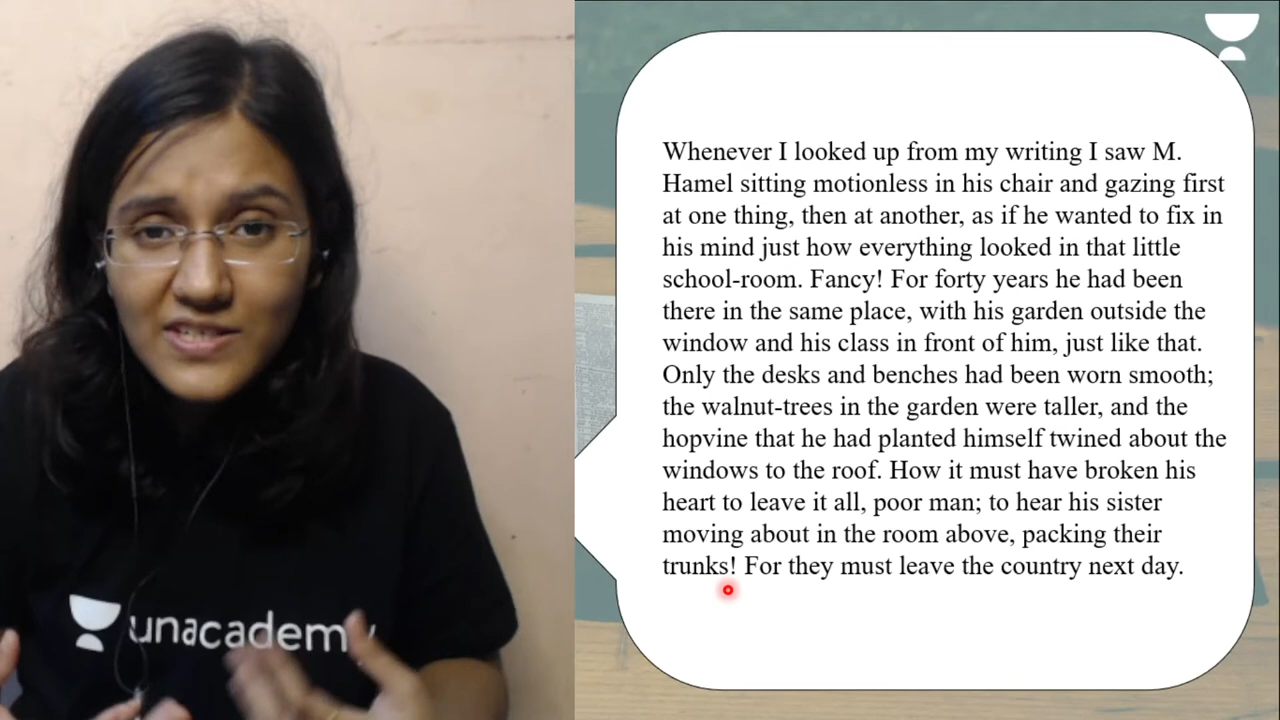 Whenever I looked up from my writing I saw M.
Hamel sitting motionless in his chair and gazing first
at one thing, then at another, as if he wanted to fix in
his mind just how everything looked in that little
school-room. Fancy! For forty years he had been
there in the same place, with his garden outside the
window and his class in front of him, just like that.
Only the desks and benches had been worn smooth;
the walnut-trees in the garden were taller, and the
hopvine that he had planted himself twined about the
windows to the roof. How it must have broken his
heart to leave it all, poor man; to hear his sister
moving about in the room above, packing their
trunks! For they must leave the country next day.
unacademy